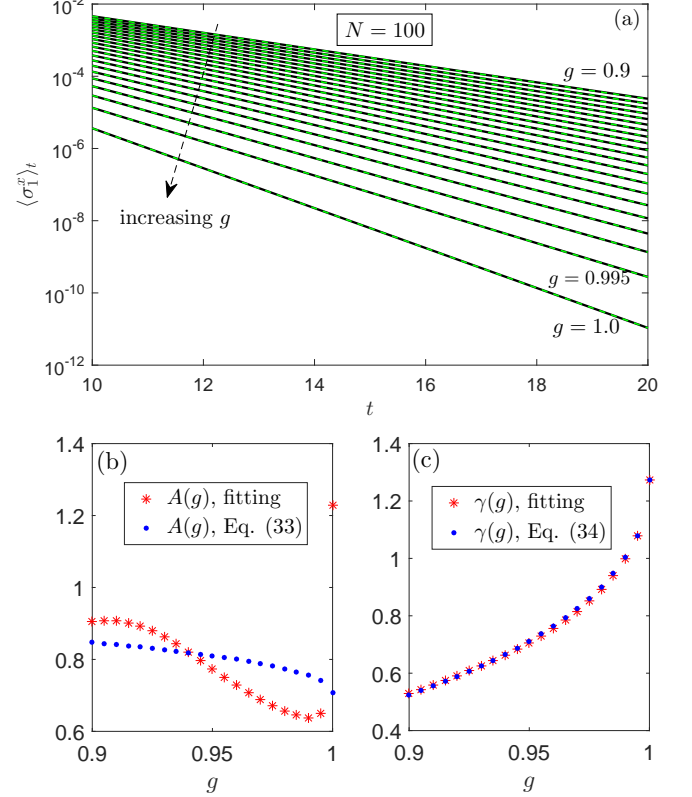 10^{-2}
(a)
N = 100
g = 0.9
10^{-4}
10^{-6}
⟨σ_1^x⟩_t
increasing g
10^{-8}
g = 0.995
10^{-10}
g = 1.0
10^{-12}
10 12 14 16 18 20
t
1.4 1.4
(b) (c)
A(g), fitting γ(g), fitting
A(g), Eq. (33) γ(g), Eq. (34)
1.2 1.2
1 1
0.8 0.8
0.6 0.6
0.4
0.9 0.95 1 0.9 0.95 1
g g